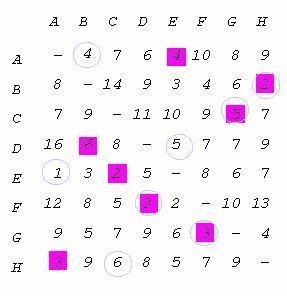 A B C D E F G H
A - 4 7 6 4 10 8 9
B 8 - 14 9 3 4 6 2
C 7 9 - 11 10 9 5 7
D 16 6 8 - 5 7 7 9
E 1 3 2 5 - 8 6 7
F 12 8 5 3 2 - 10 13
G 9 5 7 9 6 3 - 4
H 3 9 6 8 5 7 9 -